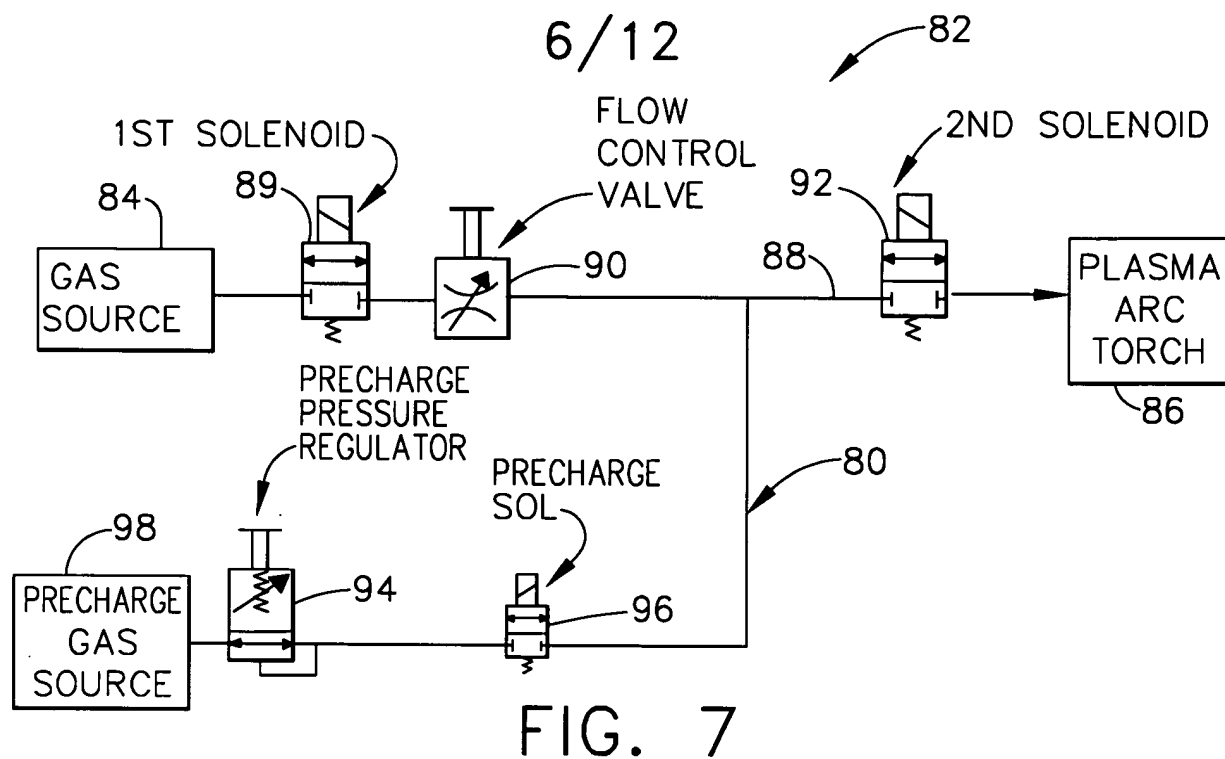 6/12
82
1ST SOLENOID
FLOW
CONTROL
VALVE
2ND SOLENOID
84
89
92
GAS
SOURCE
90
88
PLASMA
ARC
TORCH
86
PRECHARGE
PRESSURE
REGULATOR
PRECHARGE
SOL
80
98
94
96
PRECHARGE
GAS
SOURCE
FIG. 7